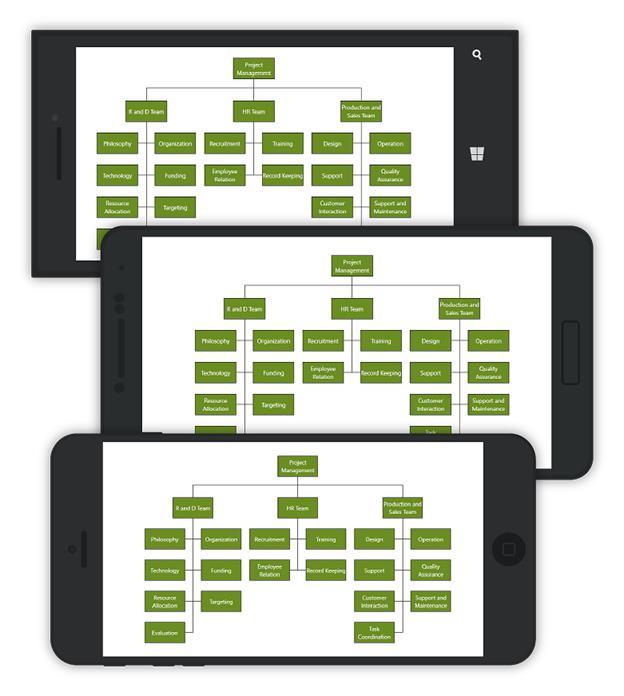 Project
Management
R and D Team
HR Team
Production and
Sales Team
Philosophy
Organization
Recruitment
Training
Design
Operation
Technology
Funding
Employee
Relation
Record Keeping
Support
Quality
Assurance
Resource
Allocation
Targeting
Customer
Interaction
Support and
Maintenance
Project
Management
R and D Team
HR Team
Production and
Sales Team
Philosophy
Organization
Recruitment
Training
Design
Operation
Technology
Funding
Employee
Relation
Record Keeping
Support
Quality
Assurance
Resource
Allocation
Targeting
Customer
Interaction
Support and
Maintenance
Task
Project
Management
R and D Team
HR Team
Production and
Sales Team
Philosophy
Organization
Recruitment
Training
Design
Operation
Technology
Funding
Employee
Relation
Record Keeping
Support
Quality
Assurance
Resource
Allocation
Targeting
Customer
Interaction
Support and
Maintenance
Evaluation
Task
Coordination